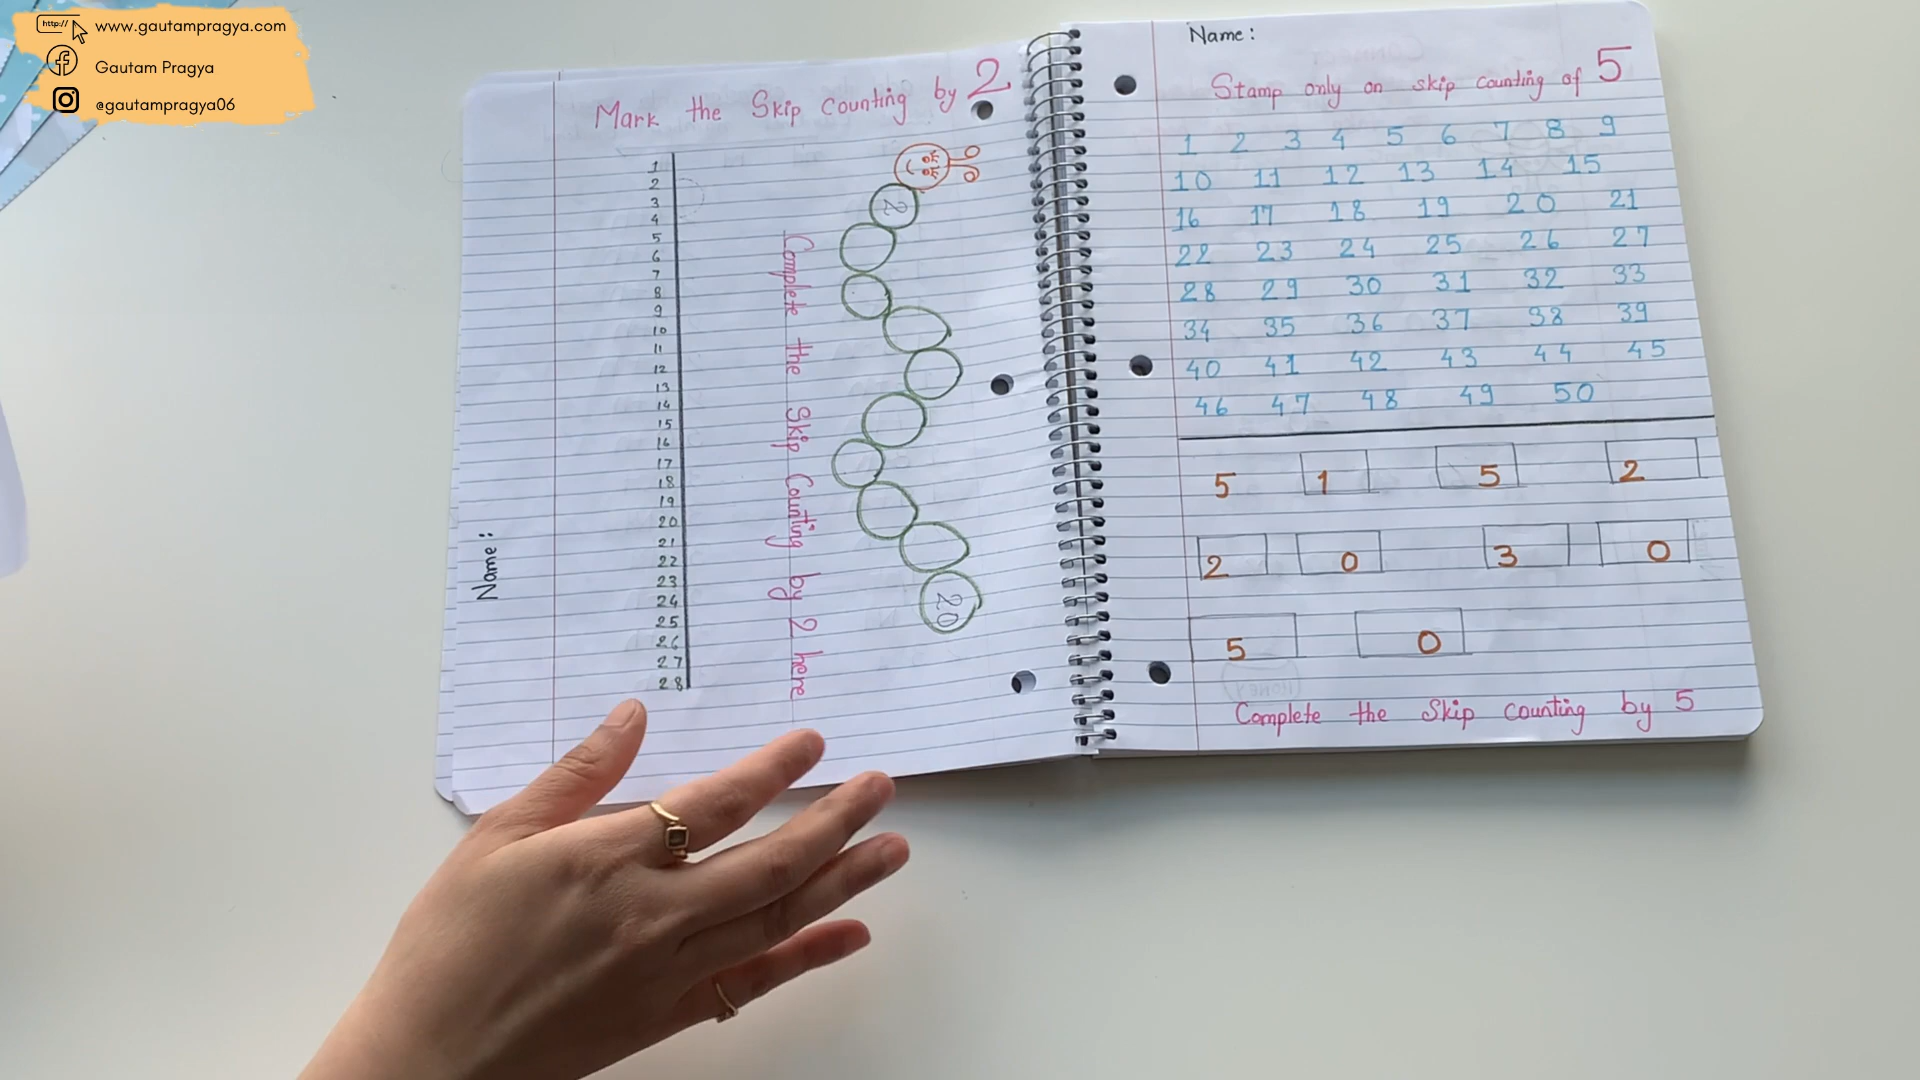 http://
www.gautampragya.com
Gautam Pragya
@gautampragya06
Mark the Skip counting by 2
1
2
3
4
5
6
7
8
9
10
11
12
13
14
15
16
17
18
19
20
21
22
23
24
25
26
27
28
Complete the Skip Counting by 2 here
2
20
Name:
Name:
Stamp only on skip counting of 5
1 2 3 4 5 6 7 8 9
10 11 12 13 14 15
16 17 18 19 20 21
22 23 24 25 26 27
28 29 30 31 32 33
34 35 36 37 38 39
40 41 42 43 44 45
46 47 48 49 50
5 1 5 2
2 0 3 0
5 0
Complete the Skip counting by 5